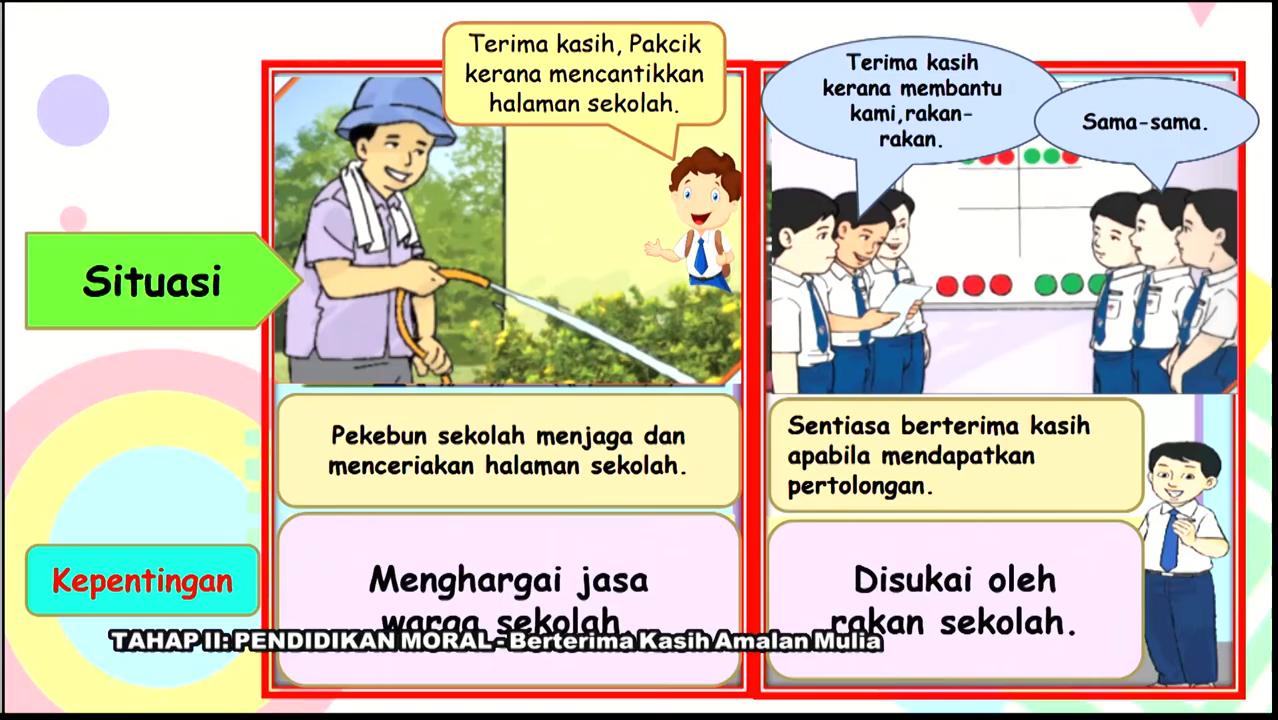 Terima kasih, Pakcik
kerana mencantikkan
halaman sekolah.
Terima kasih
kerana membantu
kami,rakan-
rakan.
Sama-sama.
Situasi
Pekebun sekolah menjaga dan
menceriakan halaman sekolah.
Sentiasa berterima kasih
apabila mendapatkan
pertolongan.
Kepentingan
Menghargai jasa
warga sekolah
Disukai oleh
rakan sekolah.
TAHAP II: PENDIDIKAN MORAL - Berterima Kasih Amalan Mulia